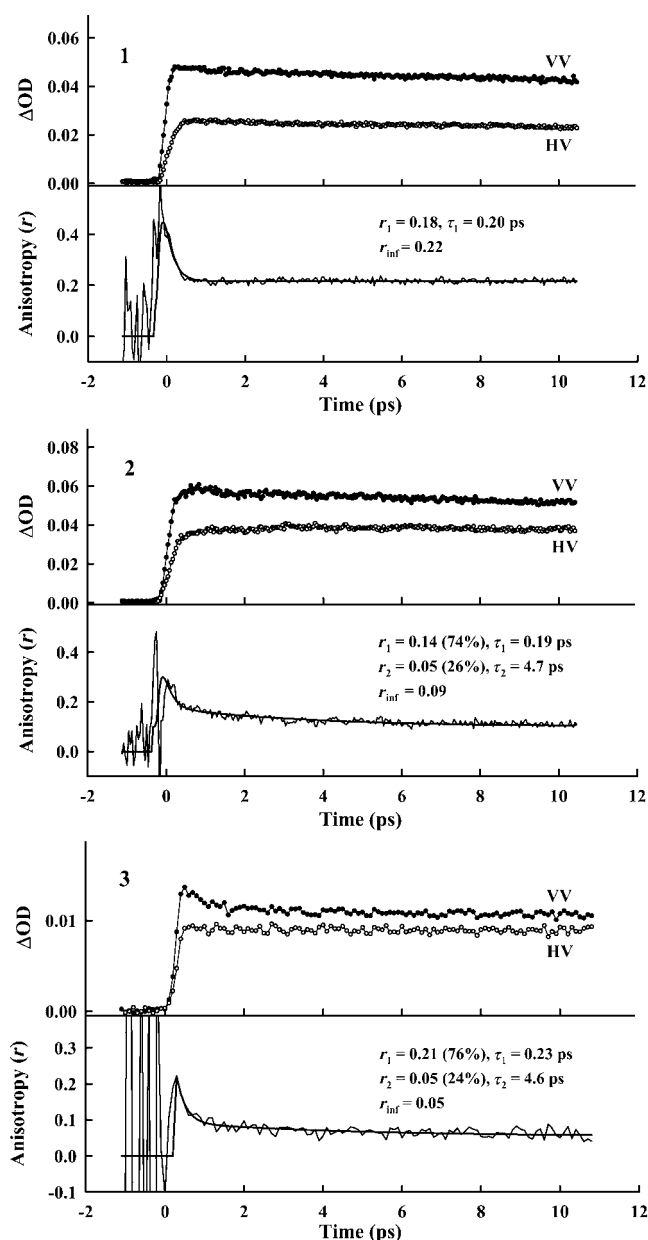 0.06
1
VV
0.04
ΔOD
0.02
HV
0.00
Anisotropy (r)
r1 = 0.18, τ1 = 0.20 ps
0.4
rinf = 0.22
0.2
0.0
-2 0 2 4 6 8 10 12
Time (ps)
0.08
2
0.06
VV
ΔOD
0.04
HV
0.02
0.00
Anisotropy (r)
r1 = 0.14 (74%), τ1 = 0.19 ps
0.4
r2 = 0.05 (26%), τ2 = 4.7 ps
rinf = 0.09
0.2
0.0
-2 0 2 4 6 8 10 12
Time (ps)
3
VV
ΔOD
0.01
HV
0.00
Anisotropy (r)
0.3
r1 = 0.21 (76%), τ1 = 0.23 ps
r2 = 0.05 (24%), τ2 = 4.6 ps
0.2
rinf = 0.05
0.1
0.0
-0.1
-2 0 2 4 6 8 10 12
Time (ps)